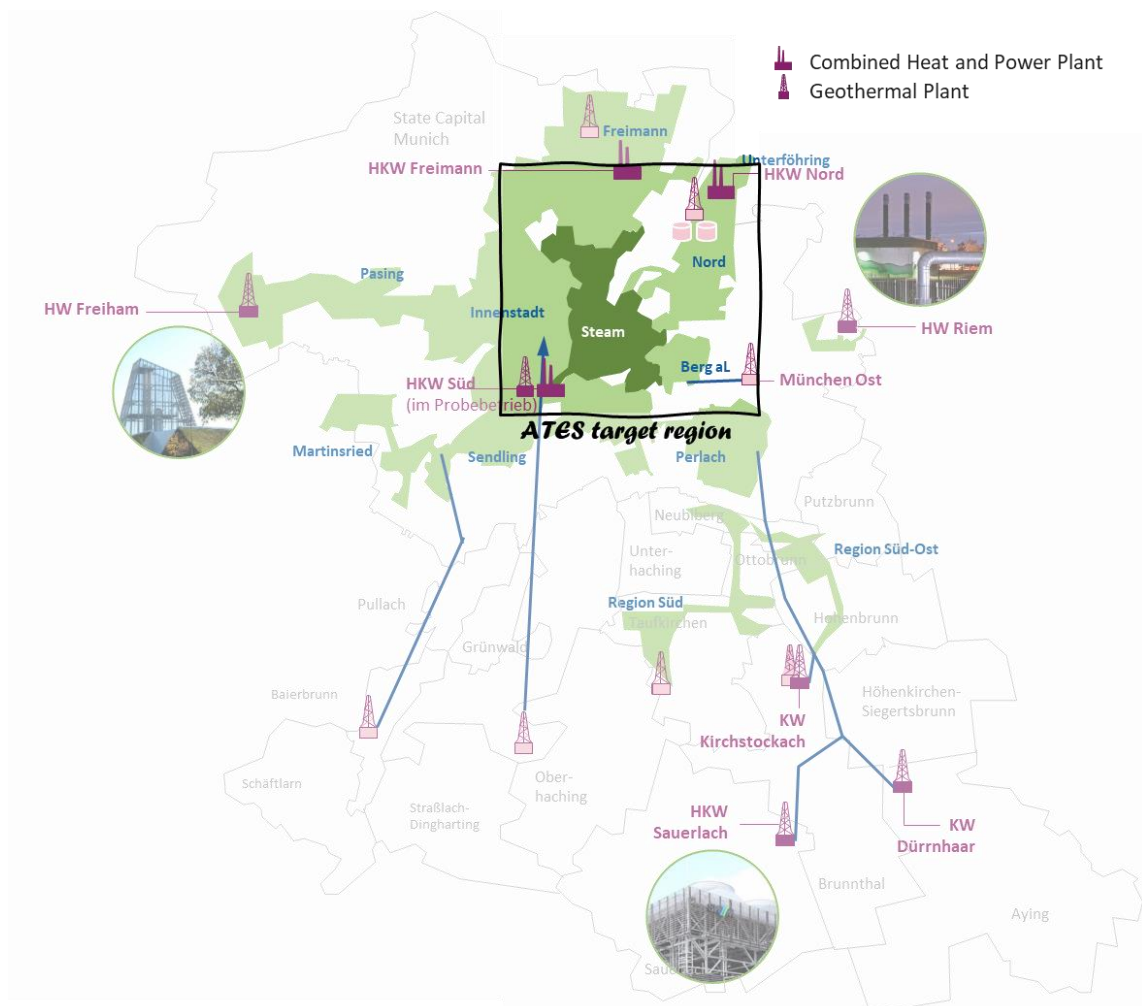 Combined Heat and Power Plant
Geothermal Plant
State Capital
Munich
Freimann
HKW Freimann
Unterföhring
HKW Nord
Pasing
Nord
HW Freiham
Innenstadt
Steam
HW Riem
HKW Süd
(im Probebetrieb)
Berg aL
München Ost
ATES target region
Martinsried
Sendling
Perlach
Putzbrunn
Neubiberg
Unter-
haching
Ottobrunn
Region Süd-Ost
Pullach
Region Süd
Taufkirchen
Hohenbrunn
Grünwald
Baierbrunn
Höhenkirchen-
Siegertsbrunn
KW
Kirchstockach
Schäftlarn
Ober-
haching
Straßlach-
Dingharting
HKW
Sauerlach
KW
Dürrnhaar
Brunnthal
Aying